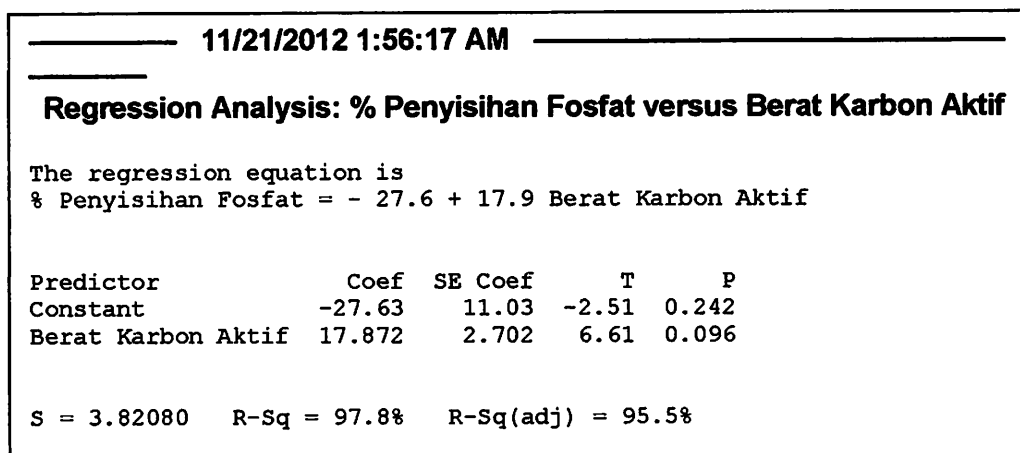 11/21/2012 1:56:17 AM
Regression Analysis: % Penyisihan Fosfat versus Berat Karbon Aktif
The regression equation is
% Penyisihan Fosfat = - 27.6 + 17.9 Berat Karbon Aktif
Predictor Coef SE Coef T P
Constant -27.63 11.03 -2.51 0.242
Berat Karbon Aktif 17.872 2.702 6.61 0.096
S = 3.82080 R-Sq = 97.8% R-Sq(adj) = 95.5%